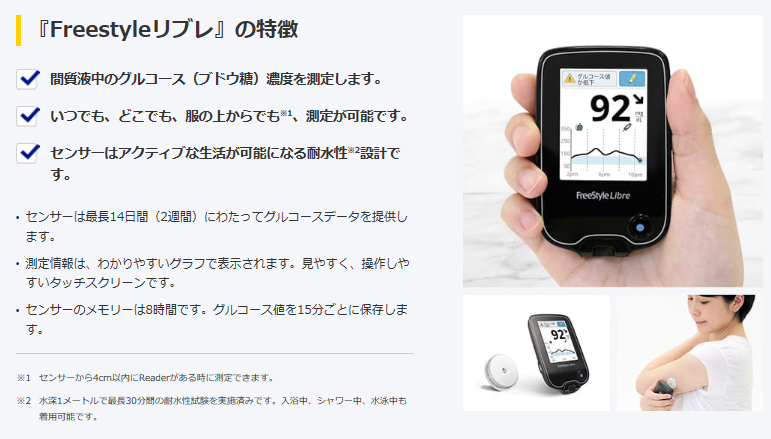 『Freestyleリブレ』の特徴
間質液中のグルコース（ブドウ糖）濃度を測定します。
いつでも、どこでも、服の上からでも※1、測定が可能です。
センサーはアクティブな生活が可能になる耐水性※2設計で
す。
・センサーは最長14日間（2週間）にわたってグルコースデータを提供し
ます。
・測定情報は、わかりやすいグラフで表示されます。見やすく、操作しや
すいタッチスクリーンです。
・センサーのメモリーは8時間です。グルコース値を15分ごとに保存しま
す。
※1 センサーから4cm以内にReaderがある時に測定できます。
※2 水深1メートルで最長30分間の耐水性試験を実施済みです。入浴中、シャワー中、水泳中も
着用可能です。
グルコース値
が低下
92
mg
dL
350
250
150
50
2pm 6pm 10pm
FreeStyle Libre
92